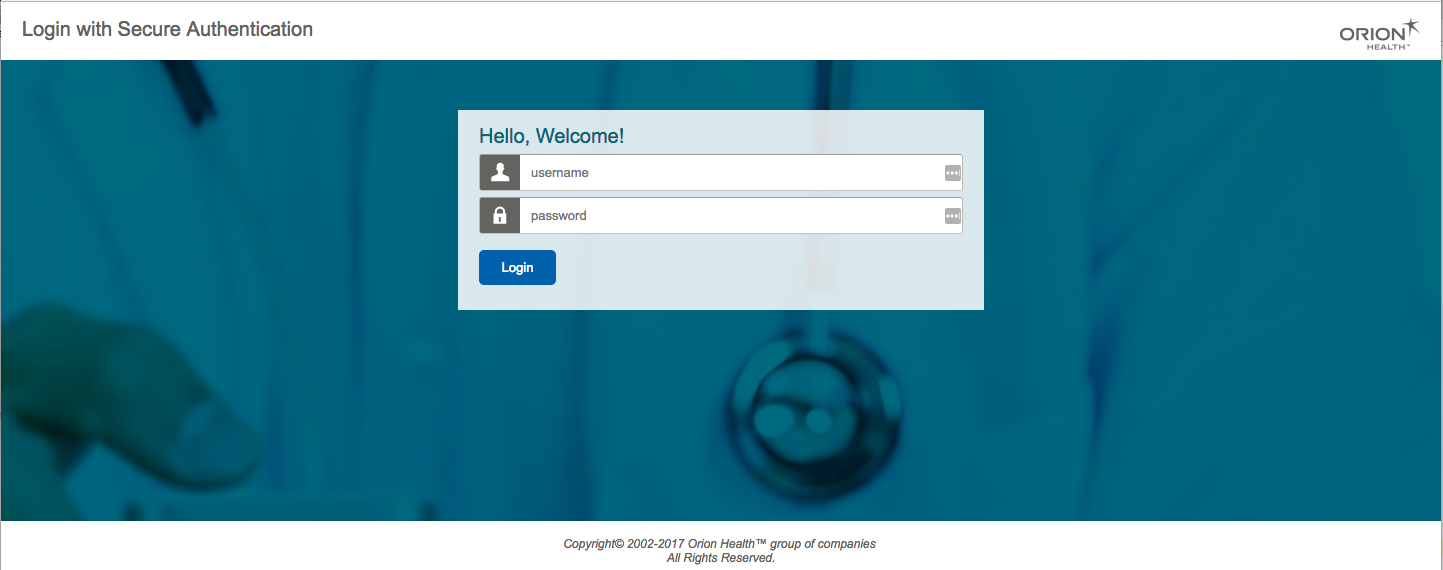 Login with Secure Authentication
ORION
HEALTH™
Hello, Welcome!
username
password
Login
Copyright© 2002-2017 Orion Health™ group of companies
All Rights Reserved.